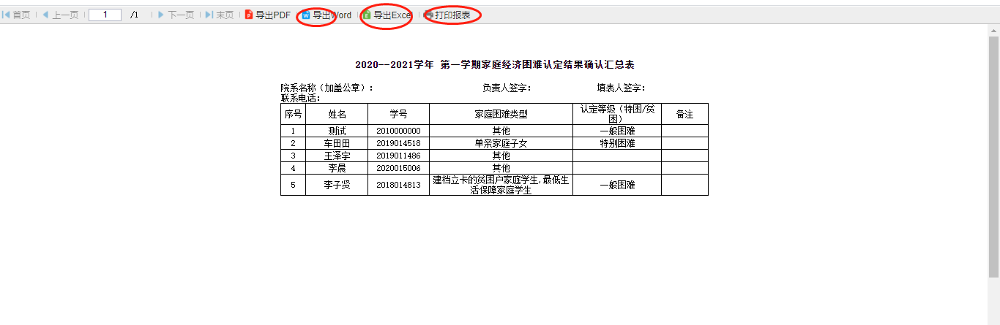 首页 上一页 1 /1 下一页 末页 导出PDF 导出Word 导出Excel 打印报表
2020--2021学年 第一学期家庭经济困难认定结果确认汇总表
院系名称（加盖公章）： 负责人签字： 填表人签字：
联系电话：
序号 姓名 学号 家庭困难类型 认定等级（特困/贫
困） 备注
1 测试 2010000000 其他 一般困难
2 车田田 2019014518 单亲家庭子女 特别困难
3 王泽宇 2019011486 其他
4 李晨 2020015006 其他
5 李子贤 2018014813 建档立卡的贫困户家庭学生,最低生
活保障家庭学生 一般困难